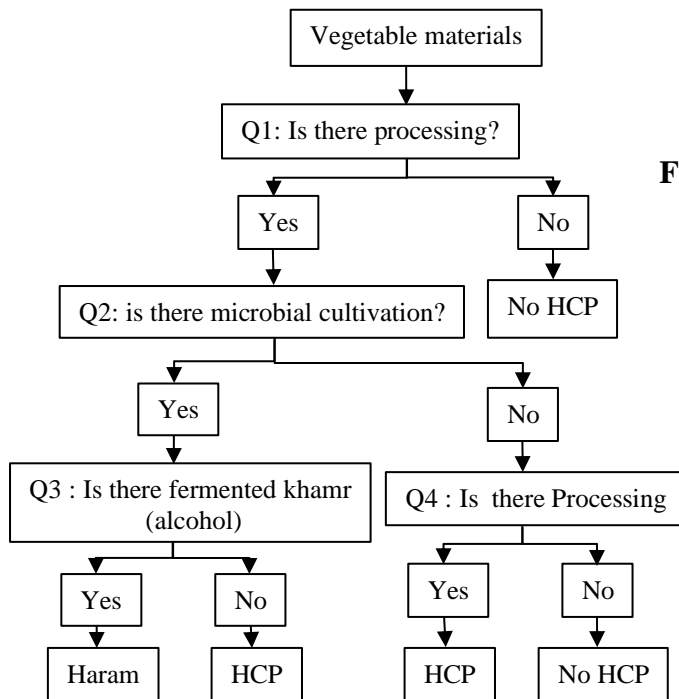 Vegetable materials
Q1: Is there processing?
F
Yes
No
No HCP
Q2: is there microbial cultivation?
Yes
No
Q3 : Is there fermented khamr
(alcohol)
Q4 : Is there Processing
Yes
No
Yes
No
Haram
HCP
HCP
No HCP